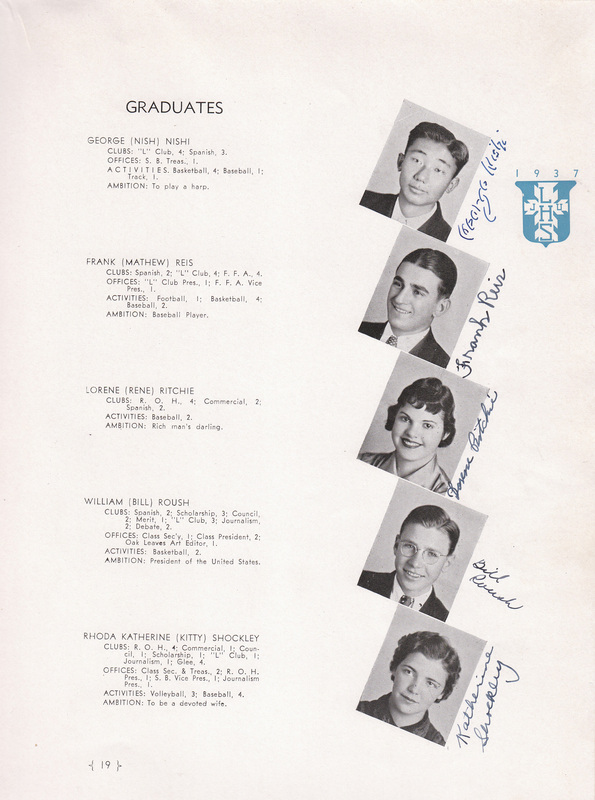 GRADUATES
GEORGE (NISH) NISHI
CLUBS: "L" Club, 4; Spanish, 3.
OFFICES: S. B. Treas., 1.
ACTIVITIES. Basketball, 4; Baseball, 1;
Track, 1.
AMBITION: To play a harp.
George Nishi
1937
LHS
J U
FRANK (MATHEW) REIS
CLUBS: Spanish, 2; "L" Club, 4; F. F. A., 4.
OFFICES: "L" Club Pres., 1; F. F. A. Vice
Pres., 1.
ACTIVITIES: Football, 1; Basketball, 4;
Baseball, 2.
AMBITION: Baseball Player.
Frank Reis
LORENE (RENE) RITCHIE
CLUBS: R. O. H., 4; Commercial, 2;
Spanish, 2.
ACTIVITIES: Baseball, 2.
AMBITION: Rich man's darling.
Lorene Ritchie
WILLIAM (BILL) ROUSH
CLUBS: Spanish, 2; Scholarship, 3; Council,
2; Merit, 1; "L" Club, 3; Journalism,
2; Debate, 2.
OFFICES: Class Sec'y, 1; Class President, 2;
Oak Leaves Art Editor, 1.
ACTIVITIES: Basketball, 2.
AMBITION: President of the United States.
Bill
Roush
RHODA KATHERINE (KITTY) SHOCKLEY
CLUBS: R. O. H., 4; Commercial, 1; Coun-
cil, 1; Scholarship, 1; "L" Club, 1;
Journalism, 1; Glee, 4.
OFFICES: Class Sec. & Treas., 2; R. O. H.
Pres., 1; S. B. Vice Pres., 1; Journalism
Pres., 1.
ACTIVITIES: Volleyball, 3; Baseball, 4.
AMBITION: To be a devoted wife.
Katherine
Shockley
-{ 19 }-